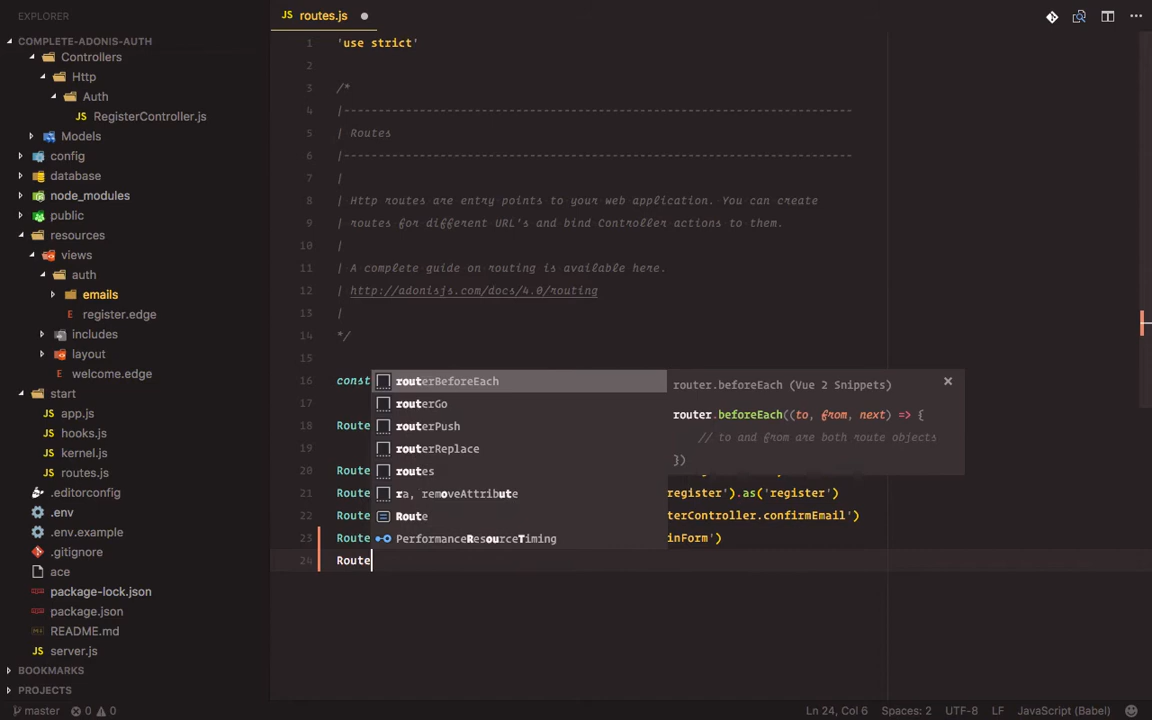 EXPLORER
COMPLETE-ADONIS-AUTH
Controllers
Http
Auth
JS RegisterController.js
Models
config
database
node_modules
public
resources
views
auth
emails
E register.edge
includes
layout
E welcome.edge
start
JS app.js
JS hooks.js
JS kernel.js
JS routes.js
.editorconfig
.env
.env.example
.gitignore
ace
package-lock.json
package.json
README.md
JS server.js
BOOKMARKS
PROJECTS
JS routes.js
1 'use strict'
2
3 /*
4 |--------------------------------------------------------------------------
5 | Routes
6 |--------------------------------------------------------------------------
7 |
8 | Http routes are entry points to your web application. You can create
9 | routes for different URL's and bind Controller actions to them.
10 |
11 | A complete guide on routing is available here.
12 | http://adonisjs.com/docs/4.0/routing
13 |
14 */
15
16 const
17
18 Route
19
20 Route
21 Route register').as('register')
22 Route terController.confirmEmail')
23 Route inForm')
24 Route
routerBeforeEach
routerGo
routerPush
routerReplace
routes
ra, removeAttribute
Route
PerformanceResourceTiming
router.beforeEach (Vue 2 Snippets)
router.beforeEach((to, from, next) => {
// to and from are both route objects
})
master 0 0 Ln 24, Col 6 Spaces: 2 UTF-8 LF JavaScript (Babel)